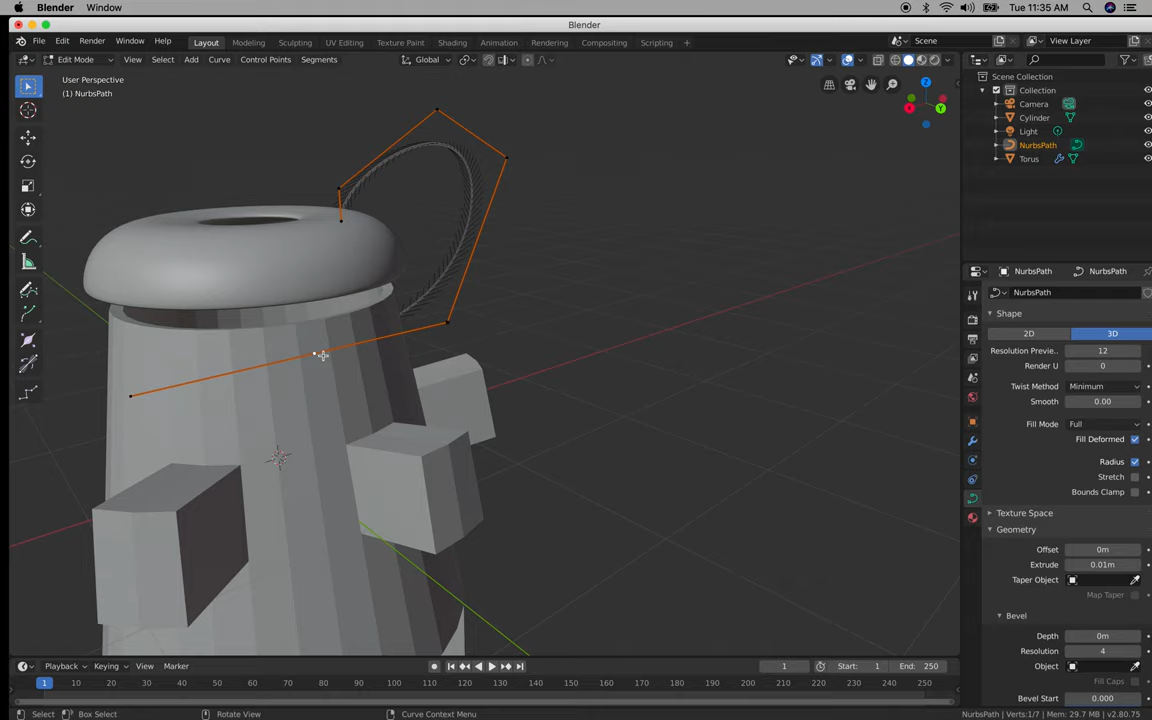 Blender Window Tue 11:35 AM
Blender
File Edit Render Window Help Layout Modeling Sculpting UV Editing Texture Paint Shading Animation Rendering Compositing Scripting + Scene View Layer
Edit Mode View Select Add Curve Control Points Segments Global
User Perspective
(1) NurbsPath
Scene Collection
Collection
Camera
Cylinder
Light
NurbsPath
Torus
X Y Z
NurbsPath NurbsPath
NurbsPath
Shape
2D 3D
Resolution Previe.. 12
Render U 0
Twist Method Minimum
Smooth 0.00
Fill Mode Full
Fill Deformed
Radius
Stretch
Bounds Clamp
Texture Space
Geometry
Offset 0m
Extrude 0.01m
Taper Object
Map Taper
Bevel
Depth 0m
Resolution 4
Object
Fill Caps
Bevel Start 0.000
Playback Keying View Marker 1 Start: 1 End: 250
1 10 20 30 40 50 60 70 80 90 100 110 120 130 140 150 160 170 180 190 200 210 220 230 240 250
Select Box Select Rotate View Curve Context Menu NurbsPath | Verts:1/7 | Mem: 29.7 MB | v2.80.75